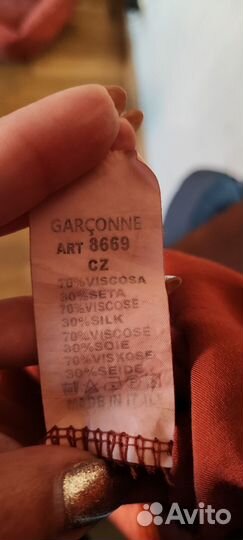 GARÇONNE
ART 8669
CZ
70%VISCOSA
30%SETA
70%VISCOSE
30%SILK
70%VISCOSE
30%SOIE
70%VISKOSE
30%SEIDE
MADE IN ITALY
Avito